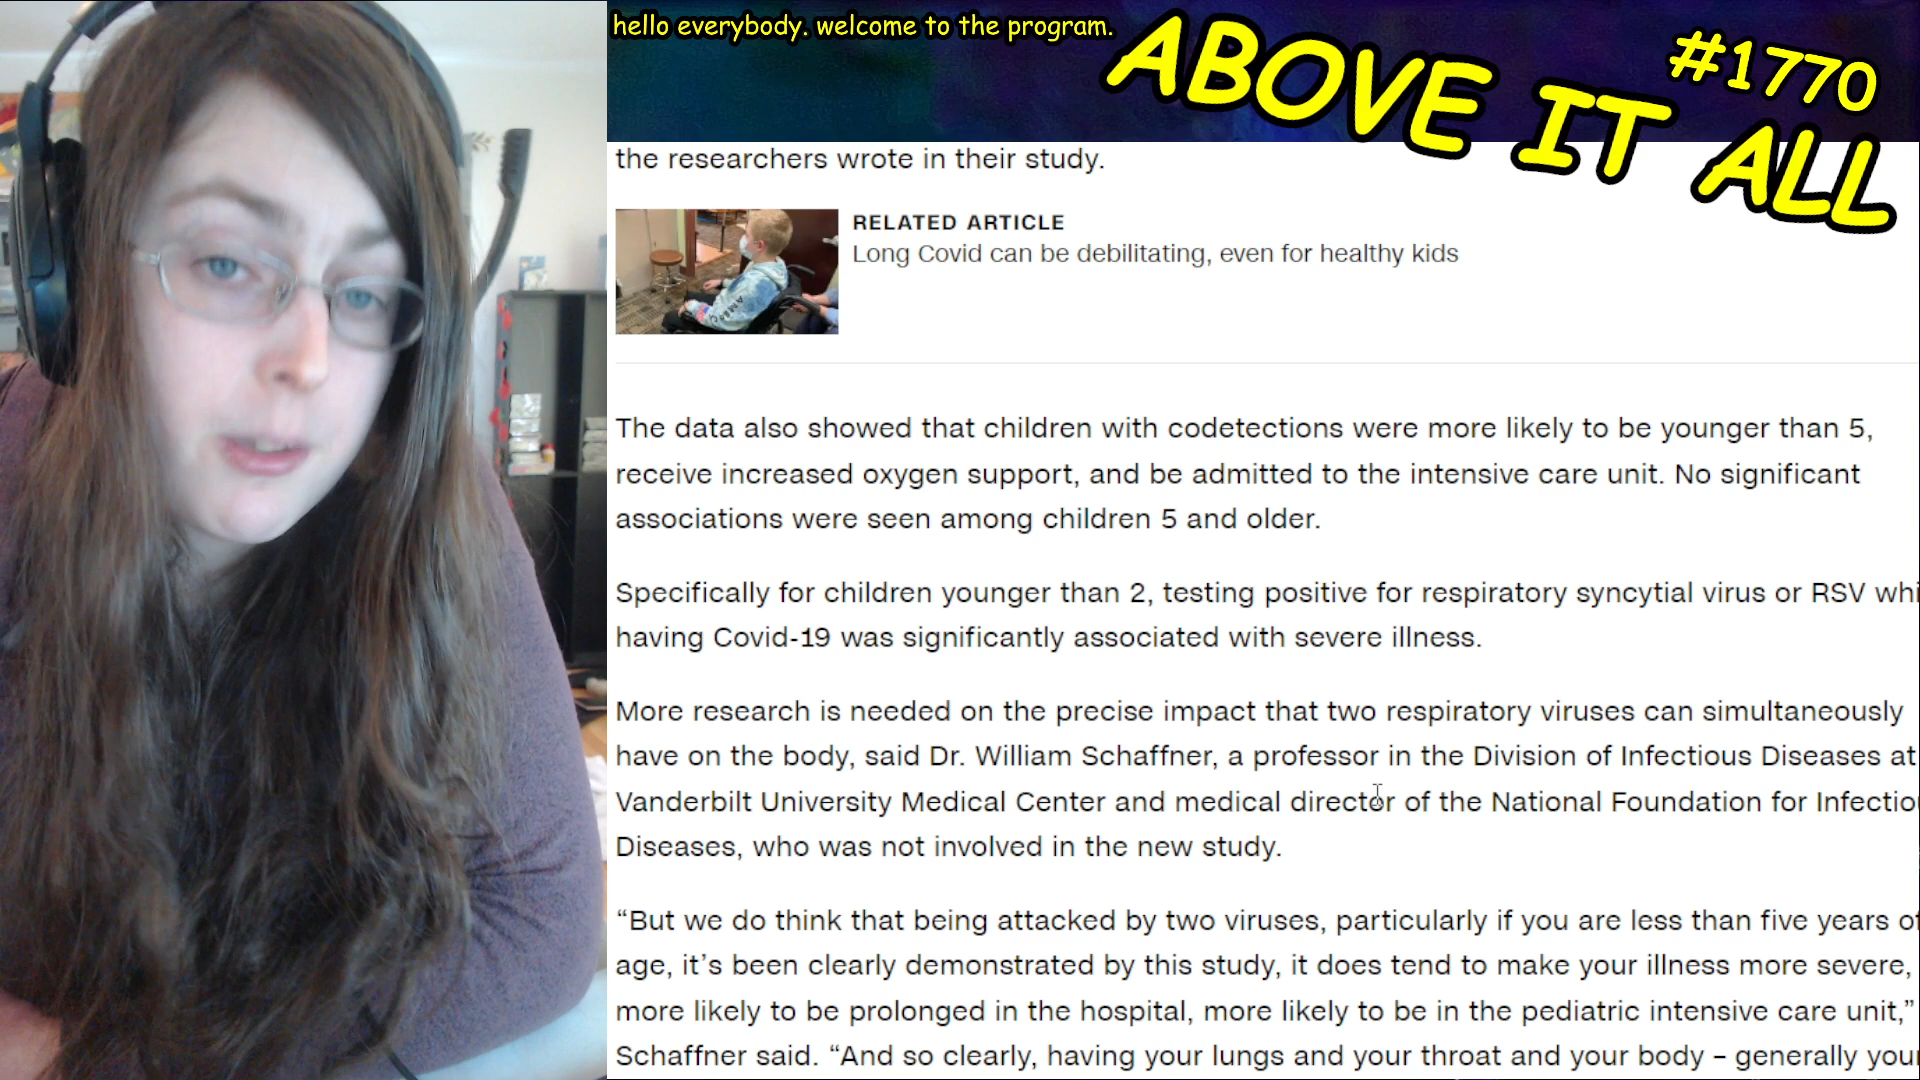 hello everybody. welcome to the program.
ABOVE IT ALL
#1770
the researchers wrote in their study.
RELATED ARTICLE
Long Covid can be debilitating, even for healthy kids
The data also showed that children with codetections were more likely to be younger than 5,
receive increased oxygen support, and be admitted to the intensive care unit. No significant
associations were seen among children 5 and older.
Specifically for children younger than 2, testing positive for respiratory syncytial virus or RSV whi
having Covid-19 was significantly associated with severe illness.
More research is needed on the precise impact that two respiratory viruses can simultaneously
have on the body, said Dr. William Schaffner, a professor in the Division of Infectious Diseases at
Vanderbilt University Medical Center and medical director of the National Foundation for Infectio
Diseases, who was not involved in the new study.
“But we do think that being attacked by two viruses, particularly if you are less than five years of
age, it’s been clearly demonstrated by this study, it does tend to make your illness more severe,
more likely to be prolonged in the hospital, more likely to be in the pediatric intensive care unit,”
Schaffner said. “And so clearly, having your lungs and your throat and your body – generally your